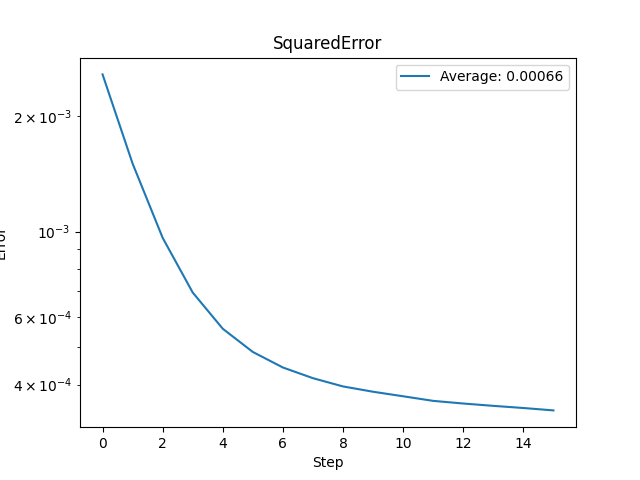 SquaredError
Average: 0.00066
2 × 10⁻³
10⁻³
6 × 10⁻⁴
4 × 10⁻⁴
Error
0 2 4 6 8 10 12 14
Step